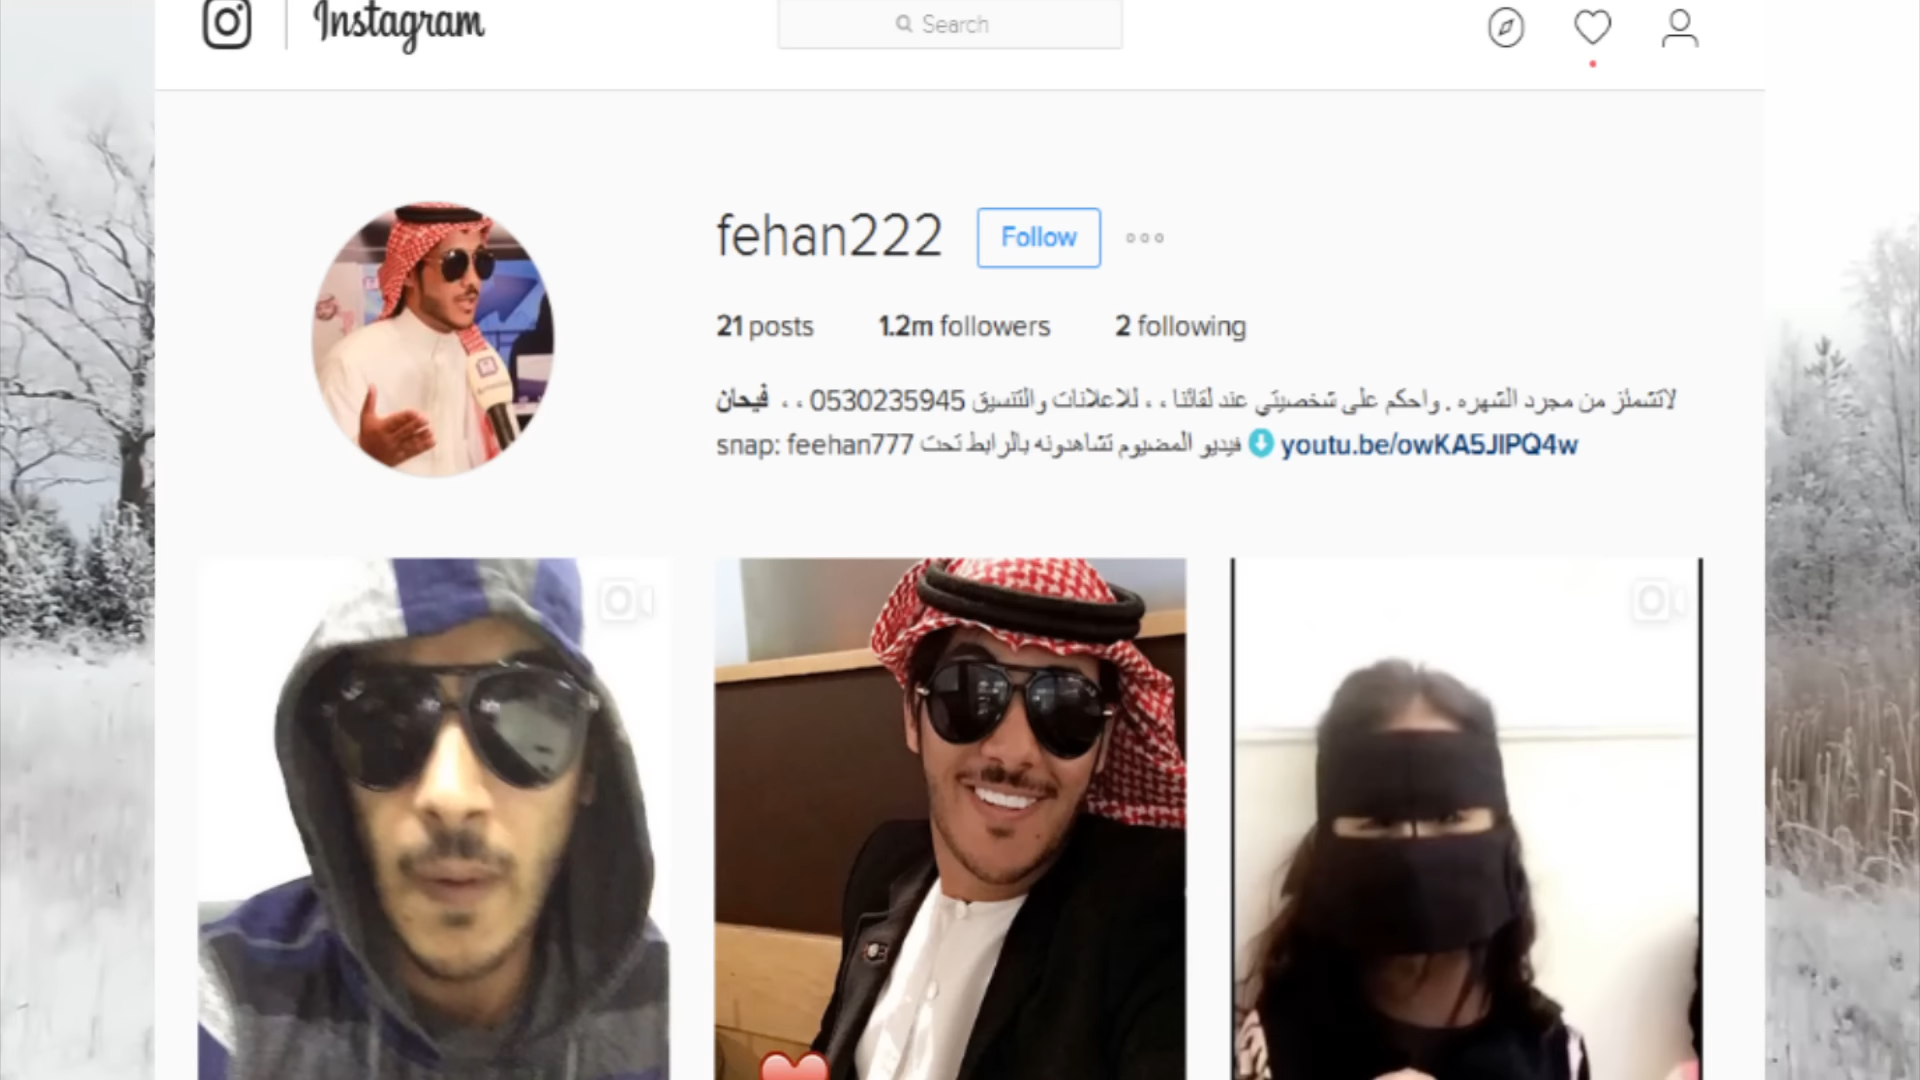 Instagram
Search
fehan222
Follow
21 posts
1.2m followers
2 following
فيحان ، ، 0530235945 لاتشمئز من مجرد الشهره . واحكم على شخصيتي عند لقائنا ، ، للاعلانات والتنسيق
snap: feehan777 فيديو المضيوم تشاهدونه بالرابط تحت youtu.be/owKA5JlPQ4w